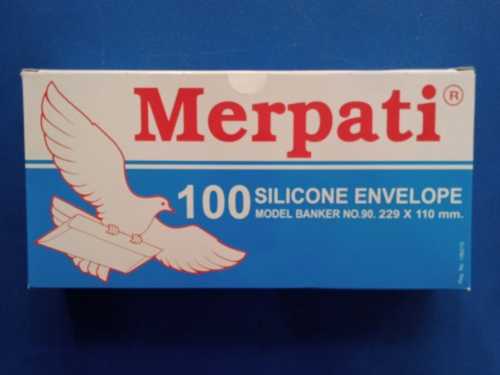 Merpati ®
100 SILICONE ENVELOPE
MODEL BANKER NO.90. 229 X 110 mm.